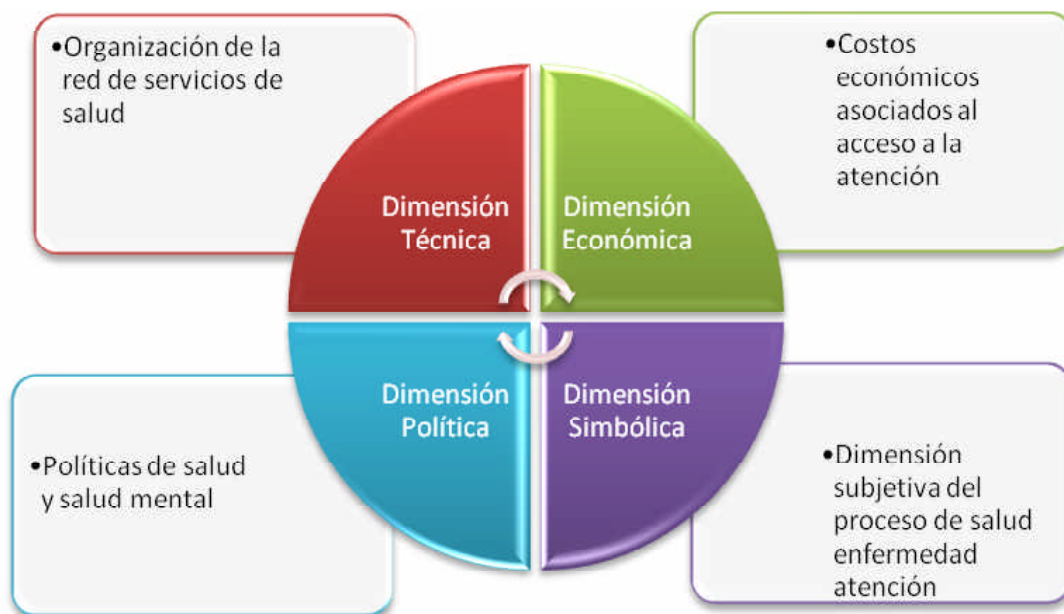 •Organización de la
red de servicios de
salud
•Costos
económicos
asociados al
acceso a la
atención
Dimensión
Técnica
Dimensión
Económica
Dimensión
Política
Dimensión
Simbólica
•Políticas de salud
y salud mental
•Dimensión
subjetiva del
proceso de salud
enfermedad
atención